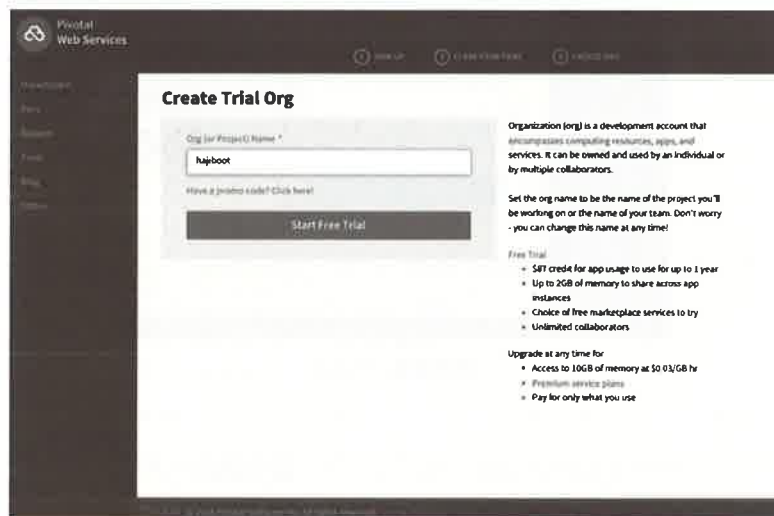 Pivotal
Web Services
Create Trial Org
Org (or Project) Name *
hajiboot
Have a promo code? Click here!
Start Free Trial
Organization (org) is a development account that
encompasses computing resources, apps, and
services. It can be owned and used by an individual or
by multiple collaborators.
Set the org name to be the name of the project you'll
be working on or the name of your team. Don't worry
- you can change this name at any time!
Free Trial
• $87 credit for app usage to use for up to 1 year
• Up to 2GB of memory to share across app
instances
• Choice of free marketplace services to try
• Unlimited collaborators
Upgrade at any time for
• Access to 10GB of memory at $0.03/GB hr
• Premium service plans
• Pay for only what you use